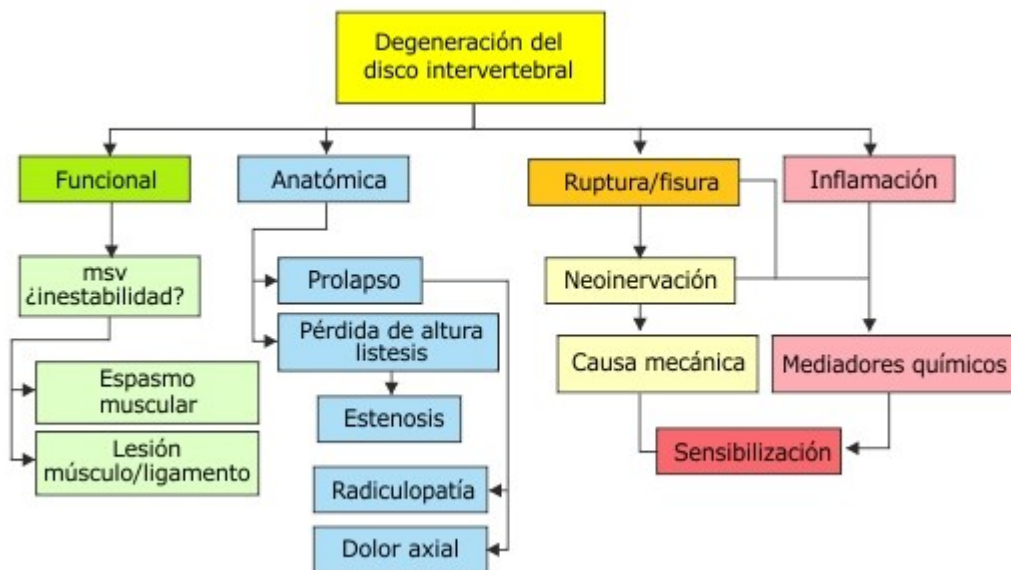 Degeneración del
disco intervertebral
Funcional
Anatómica
Ruptura/fisura
Inflamación
msv
¿inestabilidad?
Prolapso
Neoinervación
Pérdida de altura
listesis
Causa mecánica
Mediadores químicos
Espasmo
muscular
Estenosis
Lesión
músculo/ligamento
Sensibilización
Radiculopatía
Dolor axial